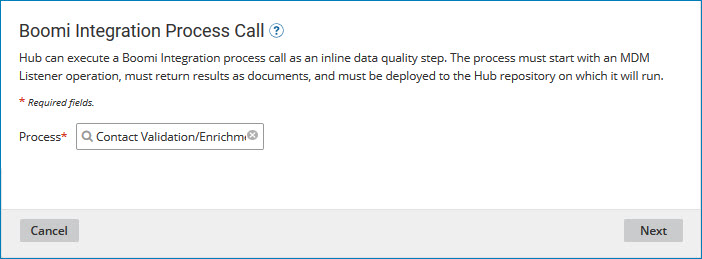 Boomi Integration Process Call ?
Hub can execute a Boomi Integration process call as an inline data quality step. The process must start with an MDM
Listener operation, must return results as documents, and must be deployed to the Hub repository on which it will run.
* Required fields.
Process* Contact Validation/Enrichm
Cancel Next